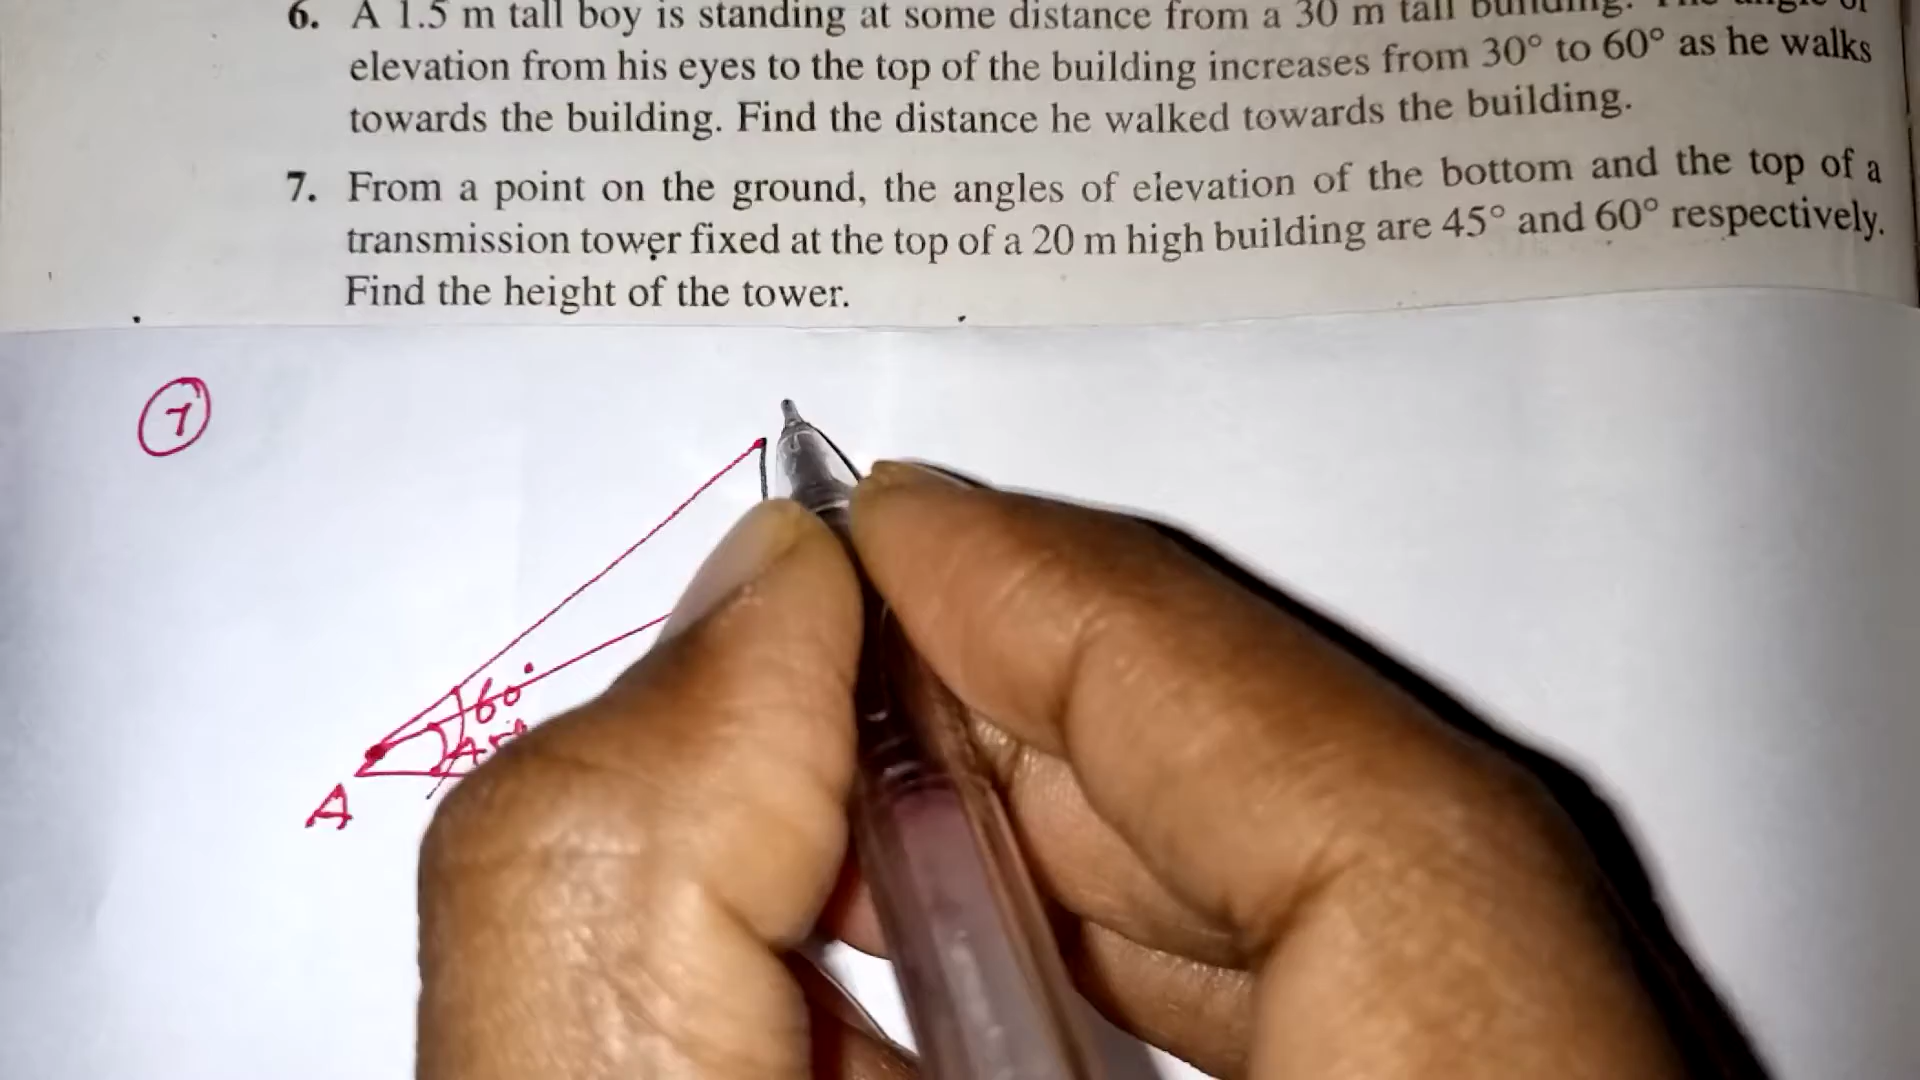 6. A 1.5 m tall boy is standing at some distance from a 30 m tall building. The angle of
elevation from his eyes to the top of the building increases from 30° to 60° as he walks
towards the building. Find the distance he walked towards the building.
7. From a point on the ground, the angles of elevation of the bottom and the top of a
transmission tower fixed at the top of a 20 m high building are 45° and 60° respectively.
Find the height of the tower.
7
60°
A